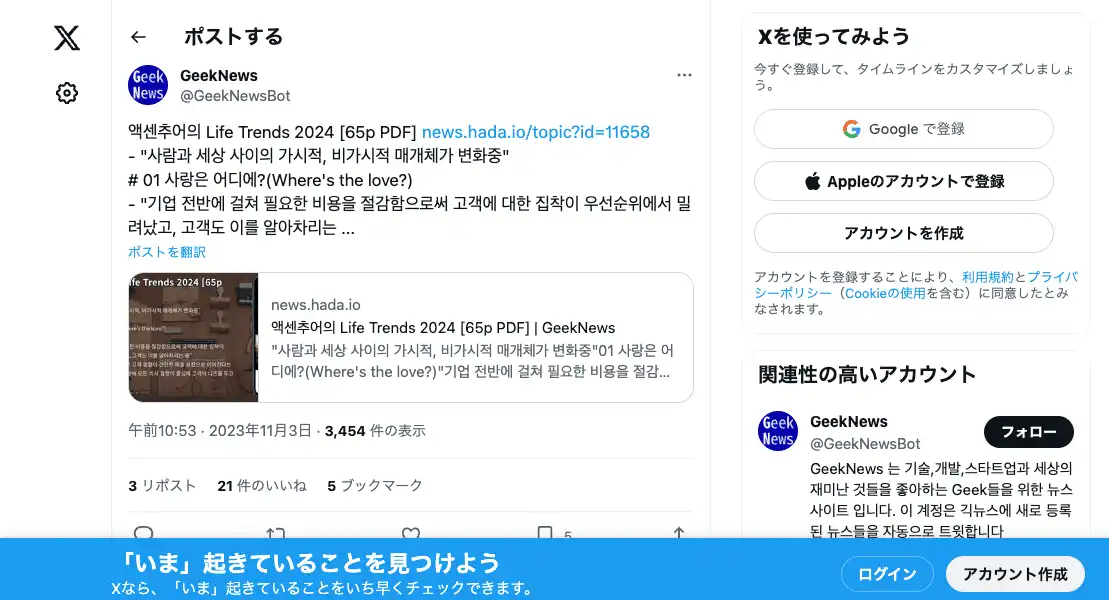 ポストする
Geek
News
GeekNews
@GeekNewsBot
액센추어의 Life Trends 2024 [65p PDF] news.hada.io/topic?id=11658
- "사람과 세상 사이의 가시적, 비가시적 매개체가 변화중"
# 01 사랑은 어디에?(Where's the love?)
- "기업 전반에 걸쳐 필요한 비용을 절감함으로써 고객에 대한 집착이 우선순위에서 밀
려났고, 고객도 이를 알아차리는 ...
ポストを翻訳
ife Trends 2024 [65p
news.hada.io
액센추어의 Life Trends 2024 [65p PDF] | GeekNews
"사람과 세상 사이의 가시적, 비가시적 매개체가 변화중"01 사랑은 어
디에?(Where's the love?)"기업 전반에 걸쳐 필요한 비용을 절감...
午前10:53 · 2023年11月3日 · 3,454 件の表示
3 リポスト 21 件のいいね 5 ブックマーク
5
Xを使ってみよう
今すぐ登録して、タイムラインをカスタマイズしましょ
う。
Google で登録
Appleのアカウントで登録
アカウントを作成
アカウントを登録することにより、利用規約とプライバ
シーポリシー（Cookieの使用を含む）に同意したとみ
なされます。
関連性の高いアカウント
Geek
News
GeekNews
@GeekNewsBot
フォロー
GeekNews 는 기술,개발,스타트업과 세상의
재미난 것들을 좋아하는 Geek들을 위한 뉴스
사이트 입니다. 이 계정은 긱뉴스에 새로 등록
된 뉴스들을 자동으로 트윗합니다
「いま」起きていることを見つけよう
Xなら、「いま」起きていることをいち早くチェックできます。
ログイン
アカウント作成